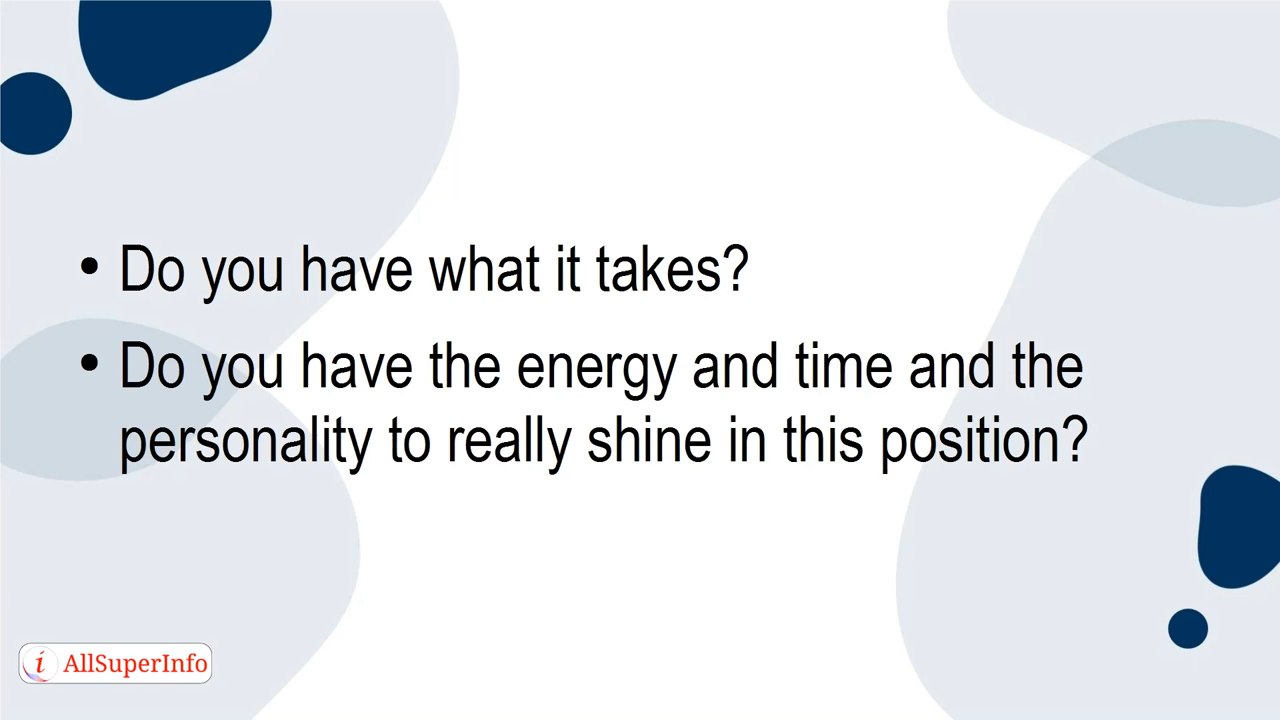 • Do you have what it takes?
• Do you have the energy and time and the
personality to really shine in this position?
i AllSuperInfo